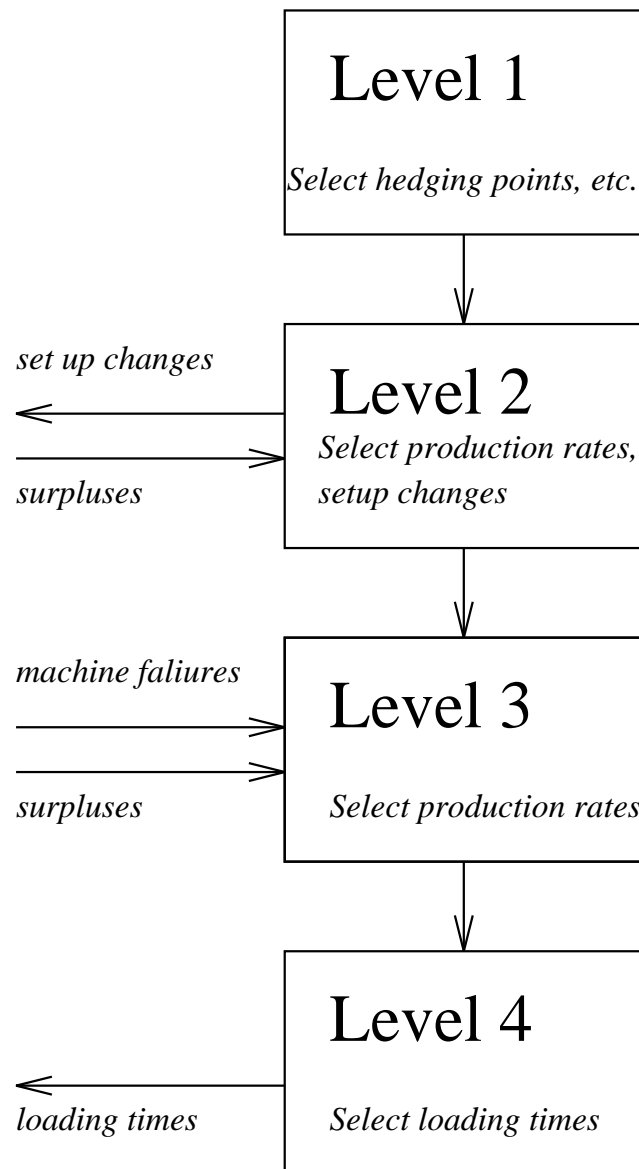 Level 1
Select hedging points, etc.
set up changes
Level 2
Select production rates,
surpluses
setup changes
machine faliures
Level 3
surpluses
Select production rates
Level 4
loading times
Select loading times